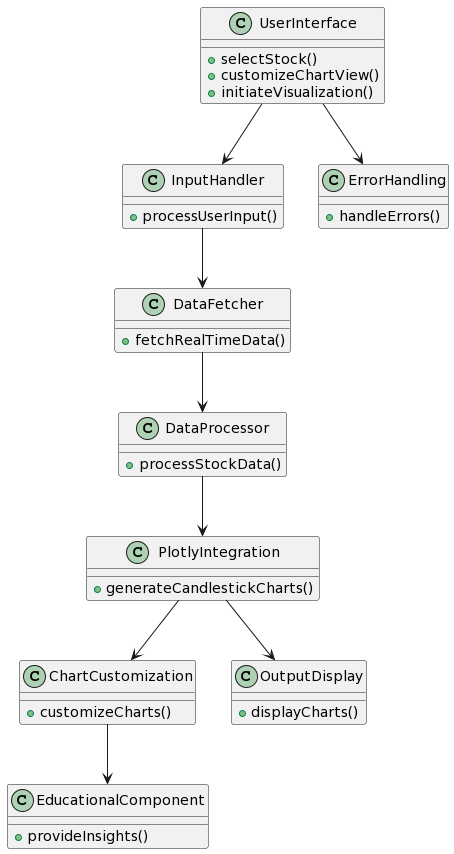 C UserInterface
selectStock()
customizeChartView()
initiateVisualization()
C InputHandler
processUserInput()
C ErrorHandling
handleErrors()
C DataFetcher
fetchRealTimeData()
C DataProcessor
processStockData()
C PlotlyIntegration
generateCandlestickCharts()
C ChartCustomization
customizeCharts()
C OutputDisplay
displayCharts()
C EducationalComponent
provideInsights()